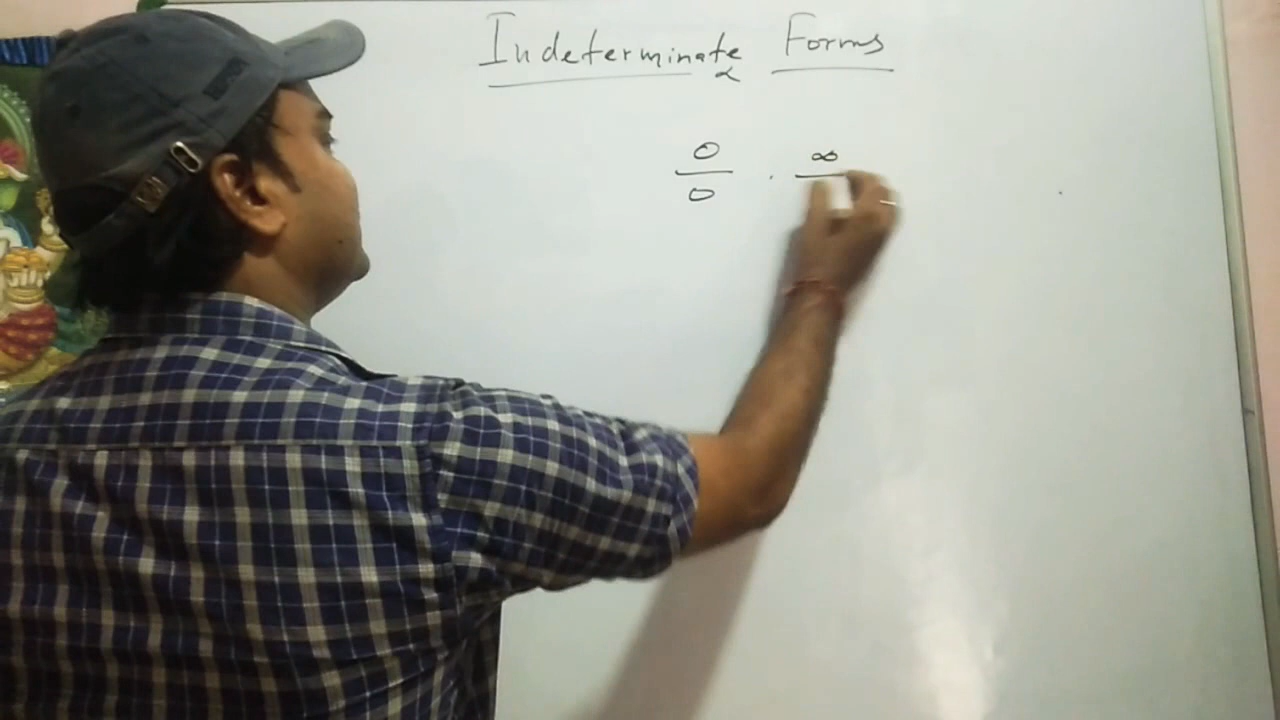 Indeterminate Forms
0/0 . ∞